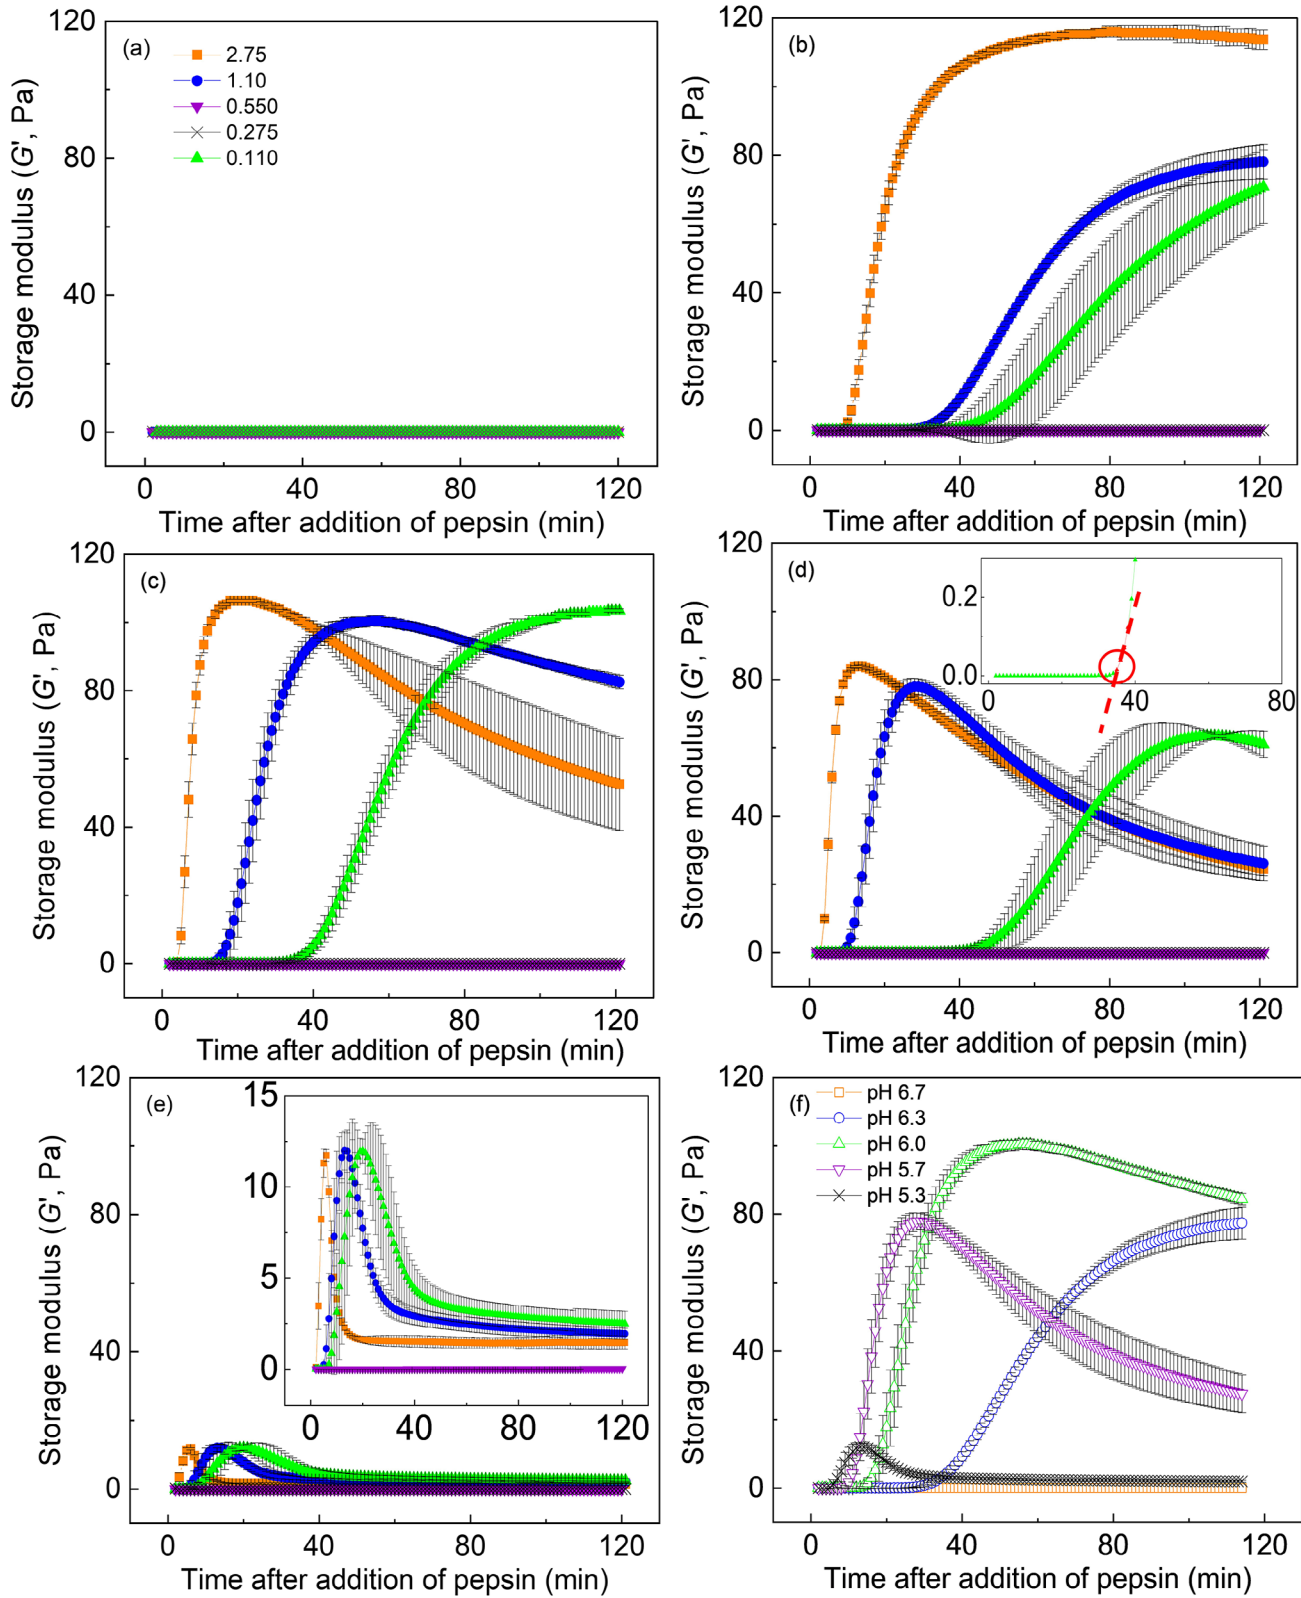 (a)
2.75
1.10
0.550
0.275
0.110
120
80
40
0
Storage modulus (G', Pa)
0 40 80 120
Time after addition of pepsin (min)
(b)
120
80
40
0
Storage modulus (G', Pa)
0 40 80 120
Time after addition of pepsin (min)
(c)
120
80
40
0
Storage modulus (G', Pa)
0 40 80 120
Time after addition of pepsin (min)
(d)
120
80
40
0
Storage modulus (G', Pa)
0.2
0.0
0 40 80
0 40 80 120
Time after addition of pepsin (min)
(e)
120
80
40
0
Storage modulus (G', Pa)
15
10
5
0
0 40 80 120
0 40 80 120
Time after addition of pepsin (min)
(f)
pH 6.7
pH 6.3
pH 6.0
pH 5.7
pH 5.3
120
80
40
0
Storage modulus (G', Pa)
0 40 80 120
Time after addition of pepsin (min)